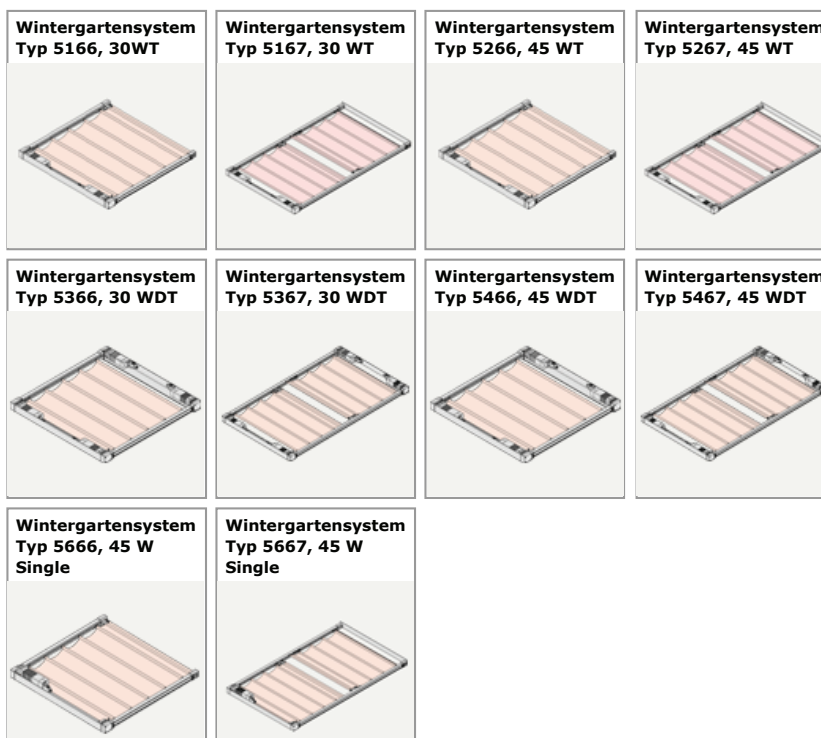 Wintergartensystem
Typ 5166, 30WT
Wintergartensystem
Typ 5167, 30 WT
Wintergartensystem
Typ 5266, 45 WT
Wintergartensystem
Typ 5267, 45 WT
Wintergartensystem
Typ 5366, 30 WDT
Wintergartensystem
Typ 5367, 30 WDT
Wintergartensystem
Typ 5466, 45 WDT
Wintergartensystem
Typ 5467, 45 WDT
Wintergartensystem
Typ 5666, 45 W
Single
Wintergartensystem
Typ 5667, 45 W
Single